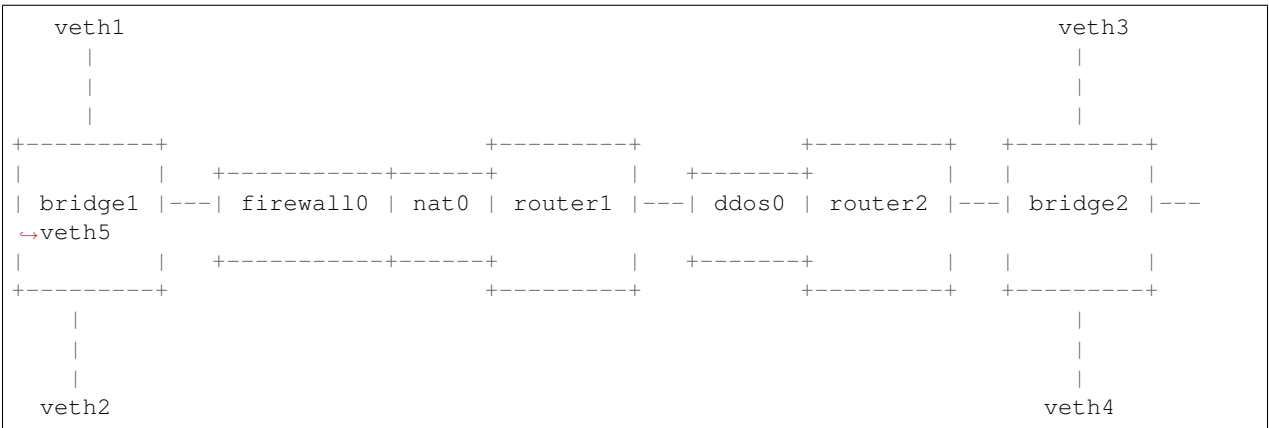 veth1                                                                  veth3
  |                                                                      |
  |                                                                      |
  |                                                                      |
+---------+                      +---------+           +---------+   +---------+
|         |   +-----------+------+         |   +-------+         |   |         |
| bridge1 |---| firewall0 | nat0 | router1 |---| ddos0 | router2 |---| bridge2 |---
↪veth5
|         |   +-----------+------+         |   +-------+         |   |         |
+---------+                      +---------+           +---------+   +---------+
    |                                                                    |
    |                                                                    |
    |                                                                    |
  veth2                                                                veth4